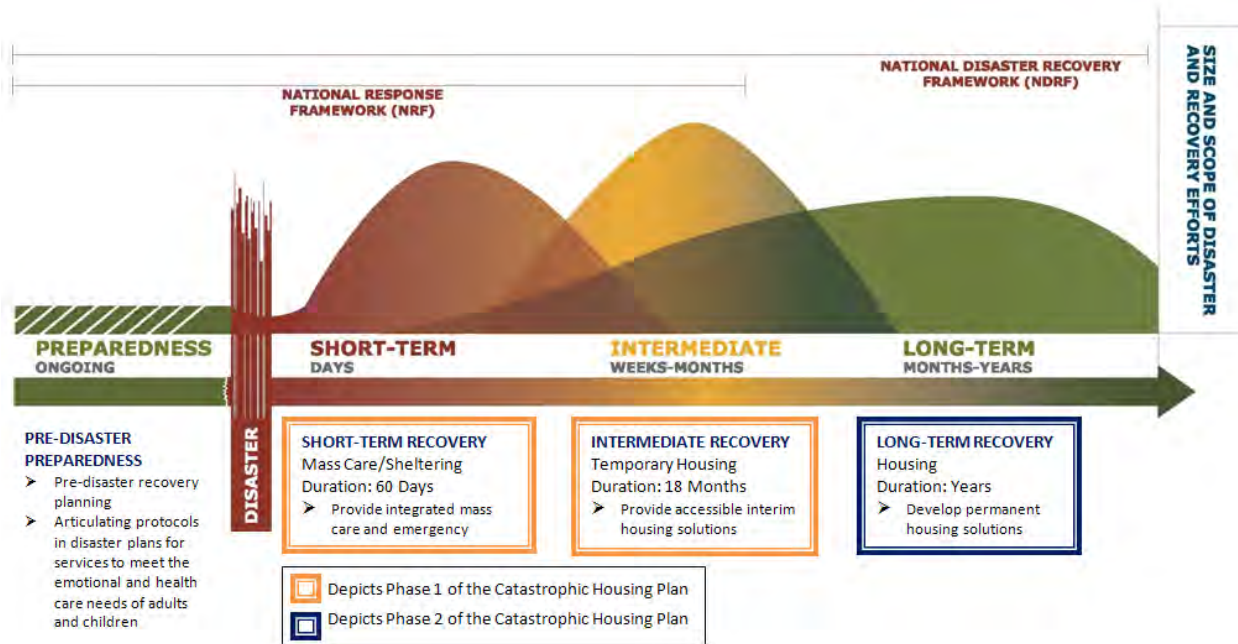 NATIONAL DISASTER RECOVERY
FRAMEWORK (NDRF)
NATIONAL RESPONSE
FRAMEWORK (NRF)
SIZE AND SCOPE OF DISASTER
AND RECOVERY EFFORTS
PREPAREDNESS
ONGOING
SHORT-TERM
DAYS
INTERMEDIATE
WEEKS-MONTHS
LONG-TERM
MONTHS-YEARS
DISASTER
PRE-DISASTER
PREPAREDNESS
➢ Pre-disaster recovery
planning
➢ Articulating protocols
in disaster plans for
services to meet the
emotional and health
care needs of adults
and children
SHORT-TERM RECOVERY
Mass Care/Sheltering
Duration: 60 Days
➢ Provide integrated mass
care and emergency
INTERMEDIATE RECOVERY
Temporary Housing
Duration: 18 Months
➢ Provide accessible interim
housing solutions
LONG-TERM RECOVERY
Housing
Duration: Years
➢ Develop permanent
housing solutions
Depicts Phase 1 of the Catastrophic Housing Plan
Depicts Phase 2 of the Catastrophic Housing Plan